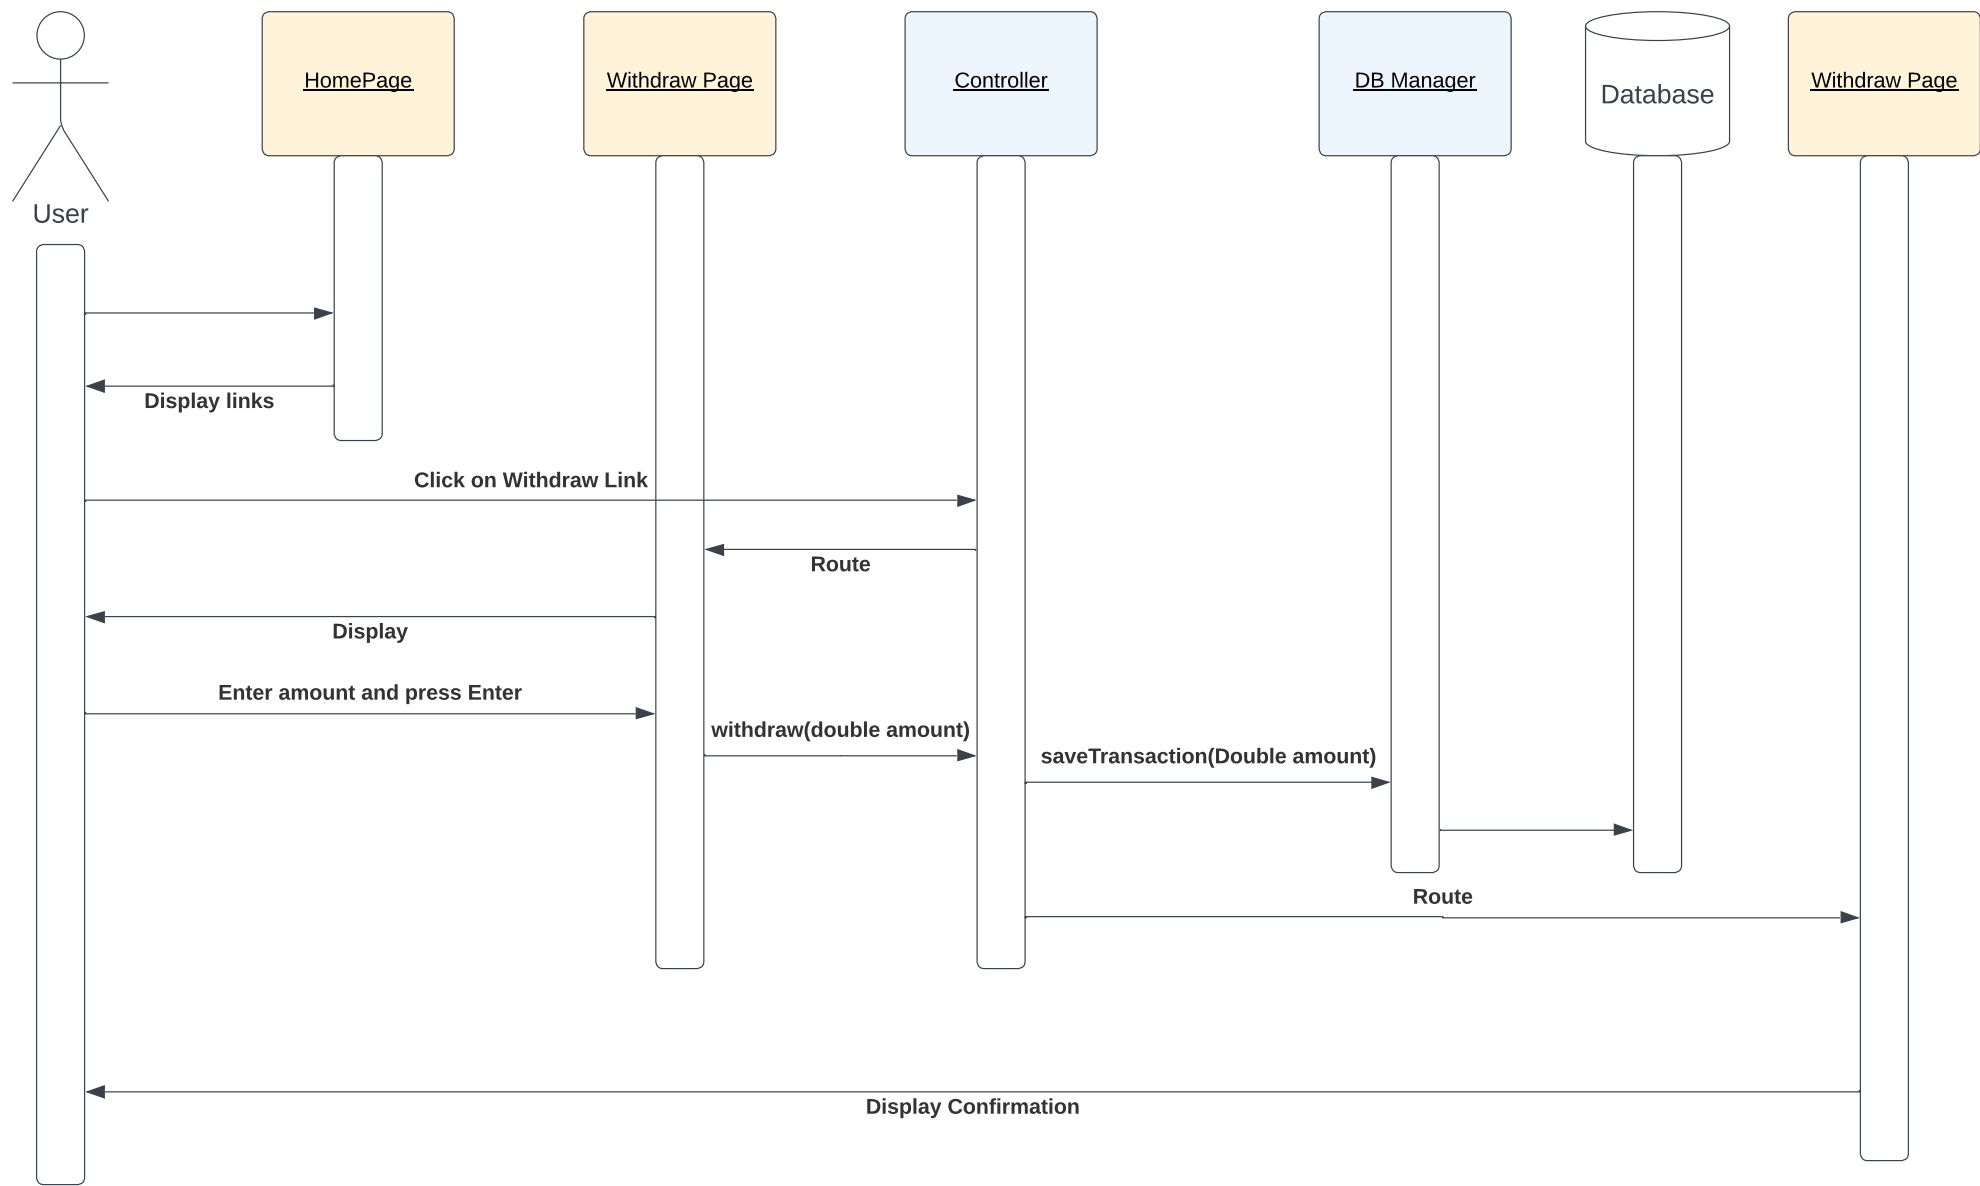 HomePage
Withdraw Page
Controller
DB Manager
Database
Withdraw Page
User
Display links
Click on Withdraw Link
Route
Display
Enter amount and press Enter
withdraw(double amount)
saveTransaction(Double amount)
Route
Display Confirmation